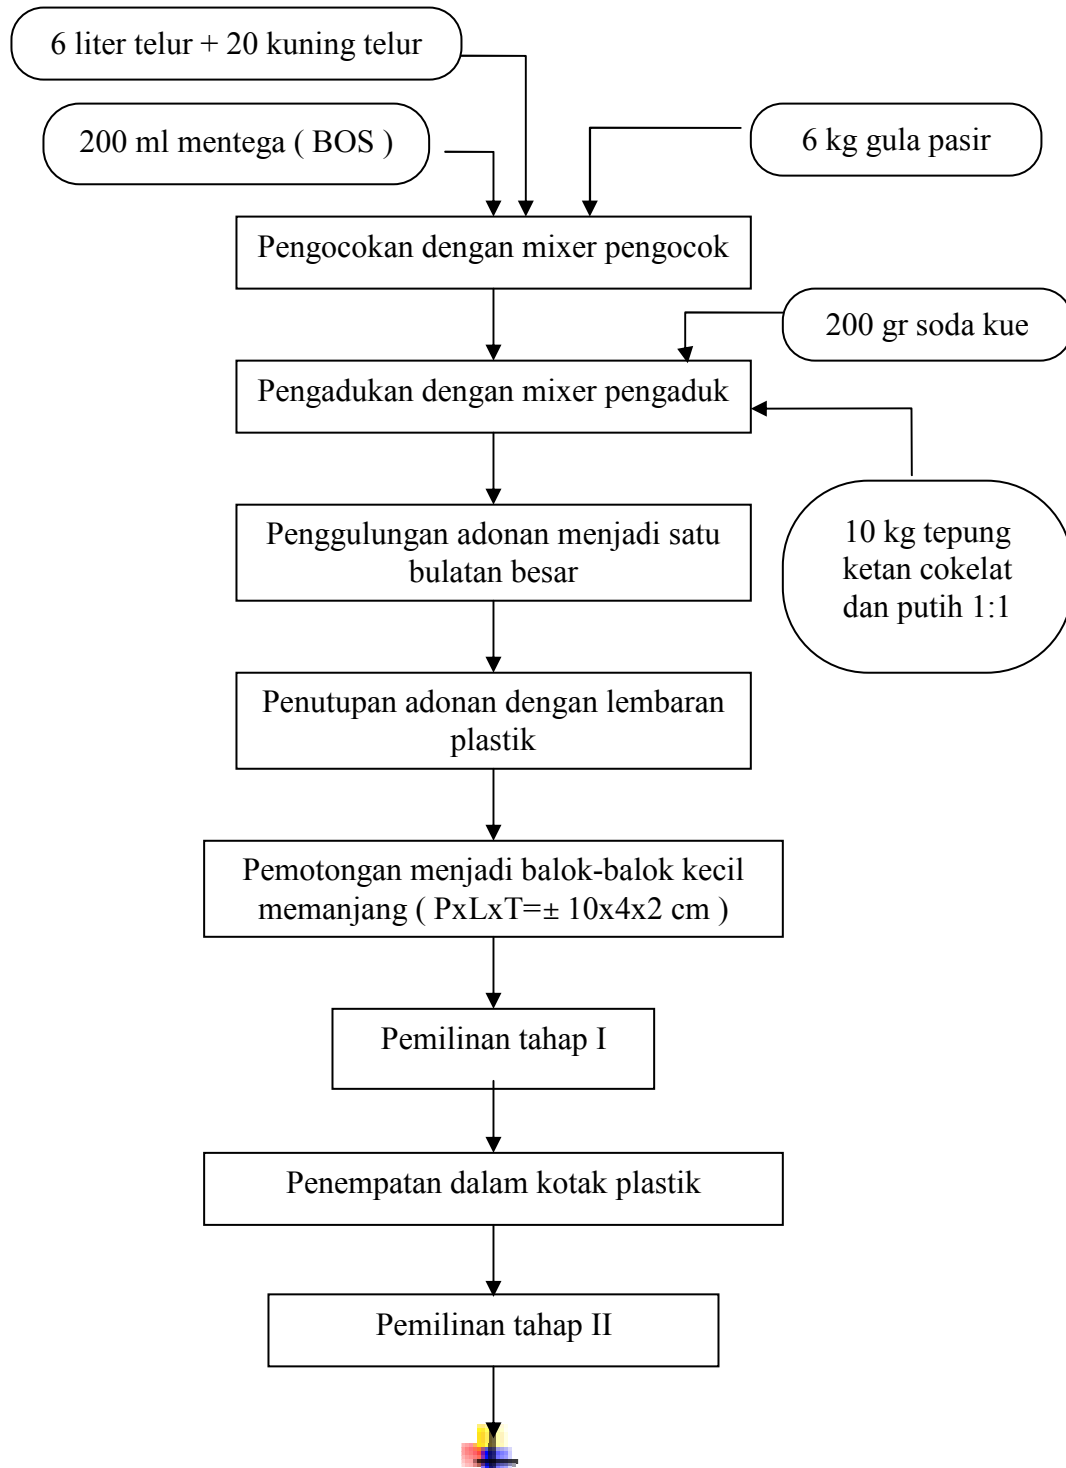 6 liter telur + 20 kuning telur
200 ml mentega ( BOS )
6 kg gula pasir
Pengocokan dengan mixer pengocok
200 gr soda kue
Pengadukan dengan mixer pengaduk
10 kg tepung
ketan cokelat
dan putih 1:1
Penggulungan adonan menjadi satu
bulatan besar
Penutupan adonan dengan lembaran
plastik
Pemotongan menjadi balok-balok kecil
memanjang ( PxLxT=± 10x4x2 cm )
Pemilinan tahap I
Penempatan dalam kotak plastik
Pemilinan tahap II